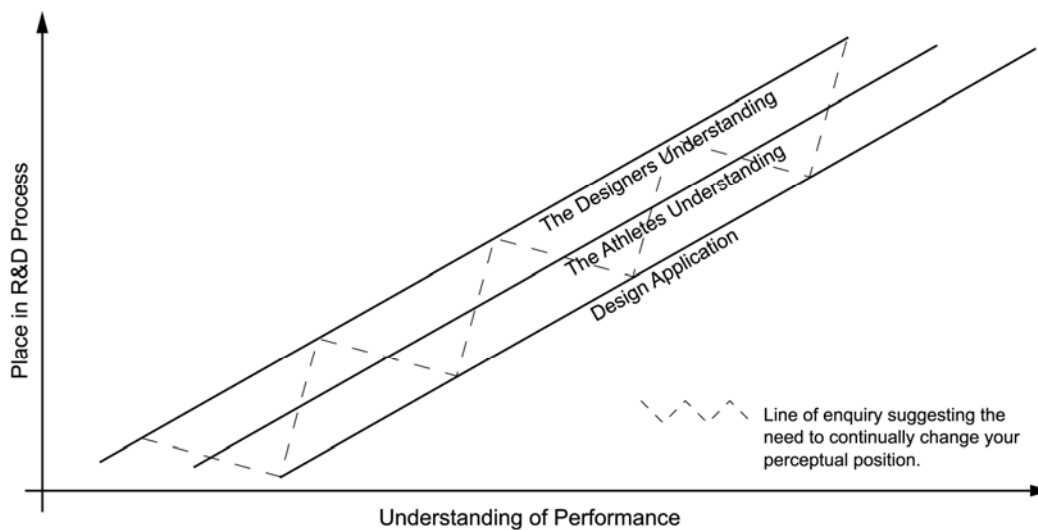 Place in R&D Process
The Designers Understanding
The Athletes Understanding
Design Application
Line of enquiry suggesting the
need to continually change your
perceptual position.
Understanding of Performance